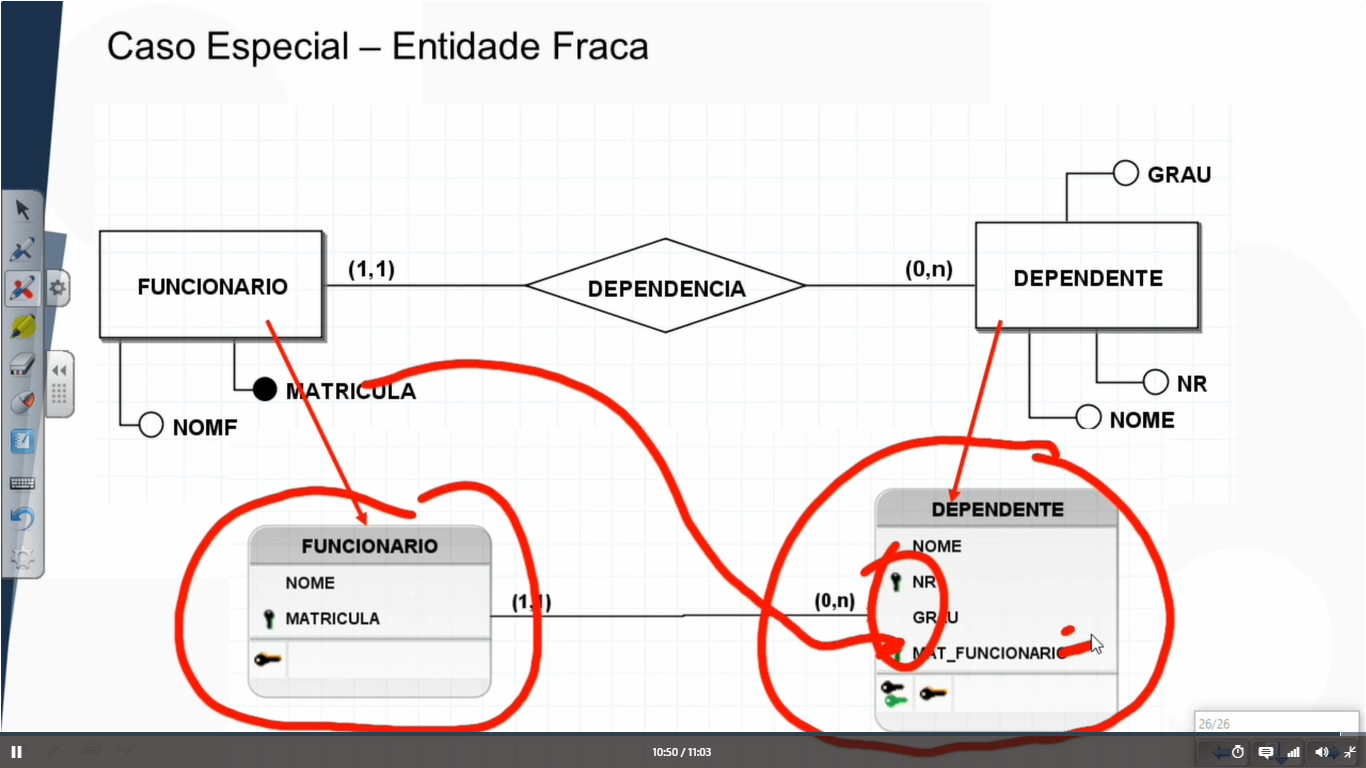 Caso Especial – Entidade Fraca
GRAU
FUNCIONARIO
(1,1)
DEPENDENCIA
(0,n)
DEPENDENTE
MATRICULA
NOMF
NR
NOME
FUNCIONARIO
NOME
MATRICULA
(1,1)
(0,n)
DEPENDENTE
NOME
NR
GRAU
MAT_FUNCIONARIO
26/26
10:50 / 11:03